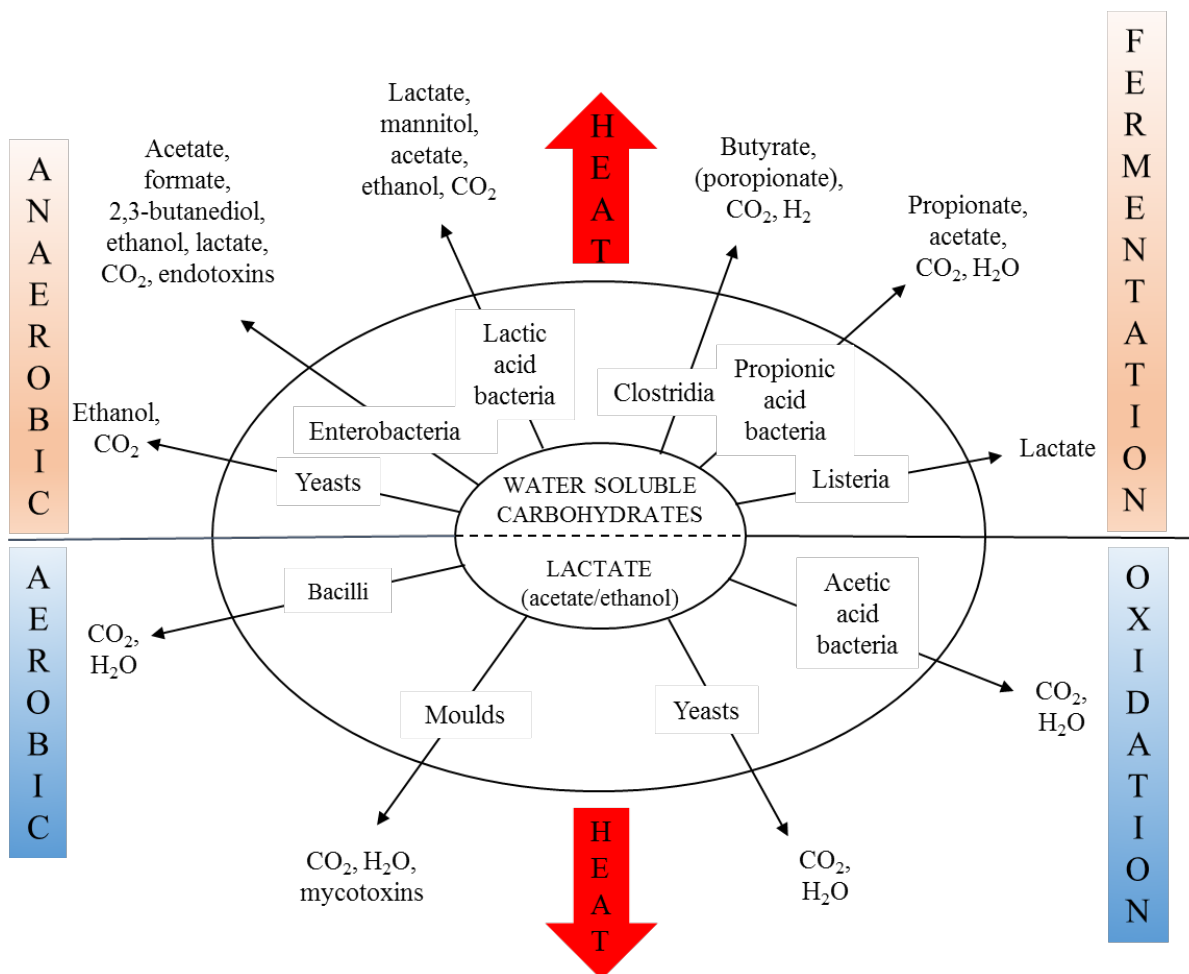 FERMENTATION
Lactate,
mannitol,
acetate,
ethanol, CO₂
HEAT
Butyrate,
(poropionate),
CO₂, H₂
ANAEROBIC
Acetate,
formate,
2,3-butanediol,
ethanol, lactate,
CO₂, endotoxins
Propionate,
acetate,
CO₂, H₂O
Lactic
acid
bacteria
Clostridia
Propionic
acid
bacteria
Ethanol,
CO₂
Enterobacteria
Yeasts
Listeria
Lactate
WATER SOLUBLE
CARBOHYDRATES
LACTATE
(acetate/ethanol)
AEROBIC
Bacilli
CO₂,
H₂O
Acetic
acid
bacteria
OXIDATION
CO₂,
H₂O
Moulds
Yeasts
CO₂, H₂O,
mycotoxins
HEAT
CO₂,
H₂O